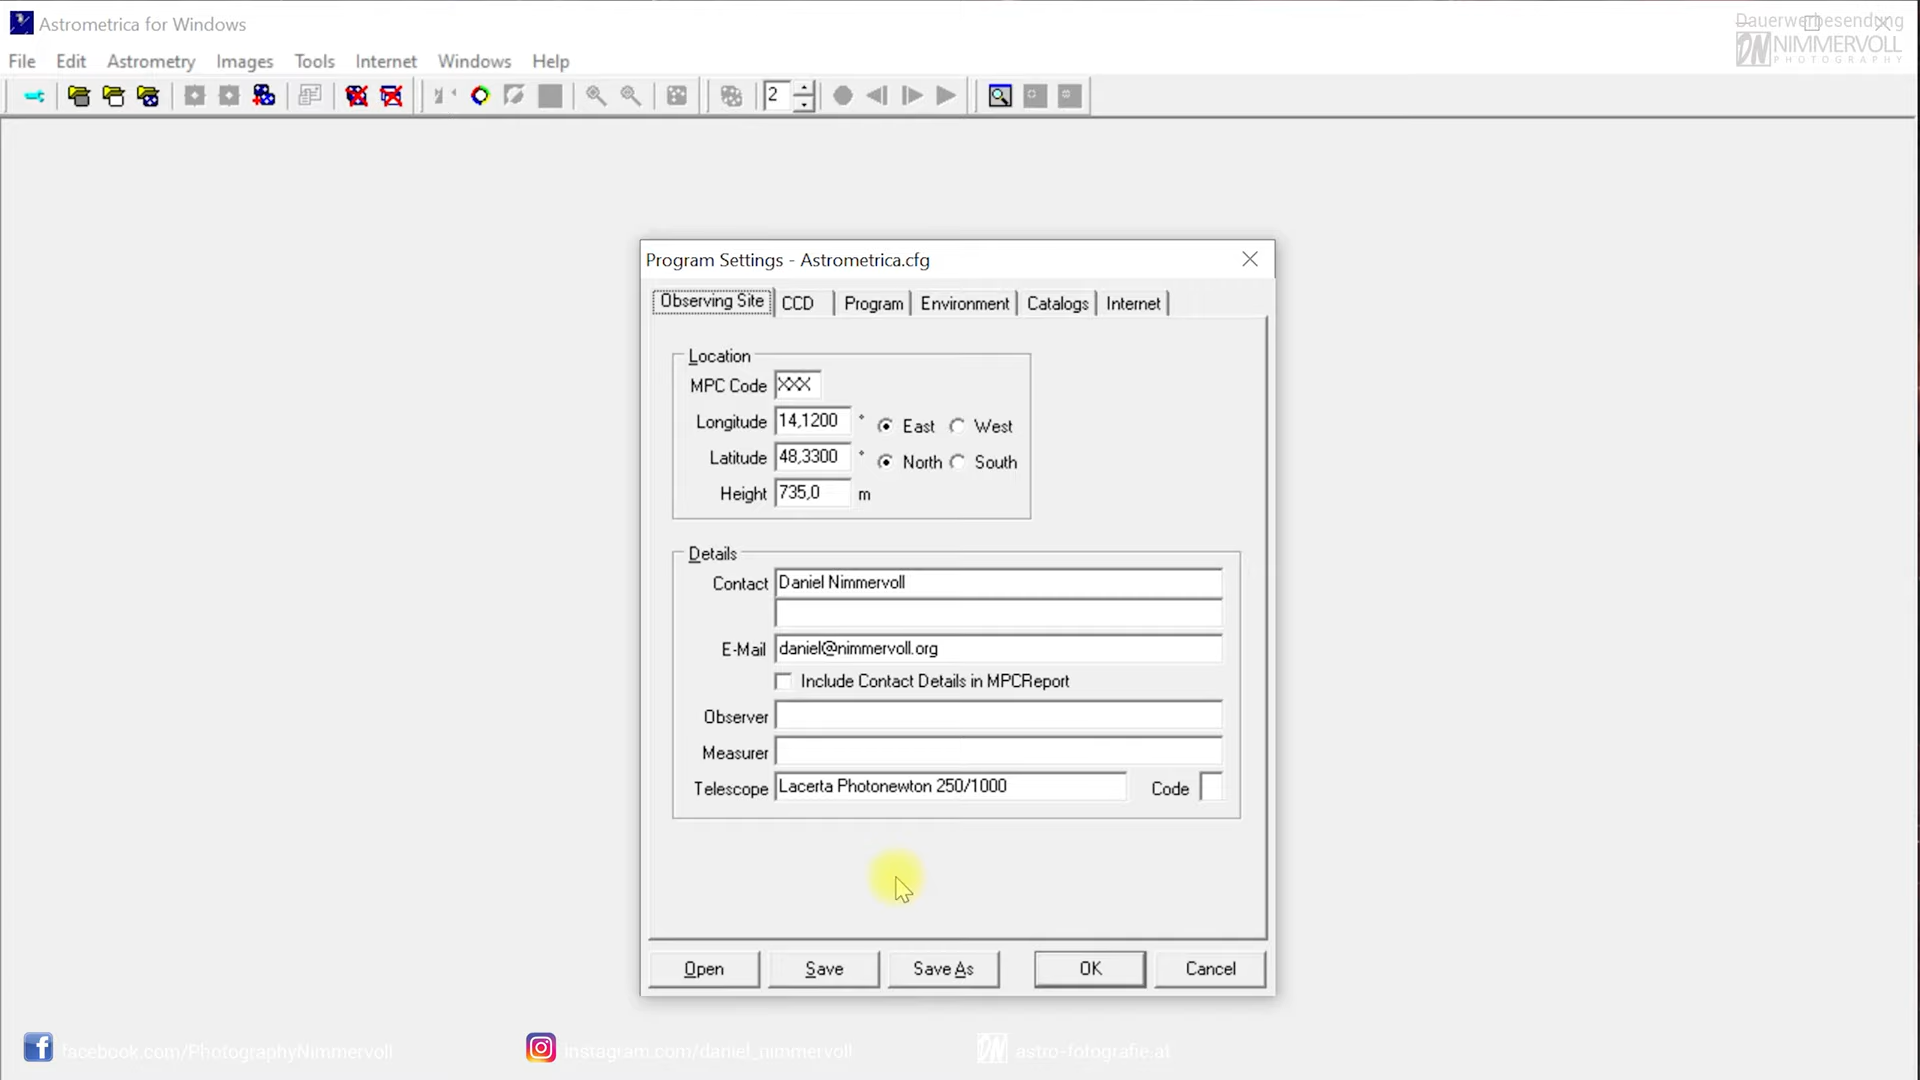 Astrometrica for Windows
Dauerwerbesendung
DN NIMMERVOLL
PHOTOGRAPHY
File Edit Astrometry Images Tools Internet Windows Help
2
Program Settings - Astrometrica.cfg
Observing Site CCD Program Environment Catalogs Internet
Location
MPC Code XXX
Longitude 14,1200 ° East West
Latitude 48,3300 ° North South
Height 735,0 m
Details
Contact Daniel Nimmervoll
E-Mail daniel@nimmervoll.org
Include Contact Details in MPCReport
Observer
Measurer
Telescope Lacerta Photonewton 250/1000 Code
Open Save Save As OK Cancel
facebook.com/PhotographyNimmervoll instagram.com/daniel_nimmervoll DN astro-fotografie.at